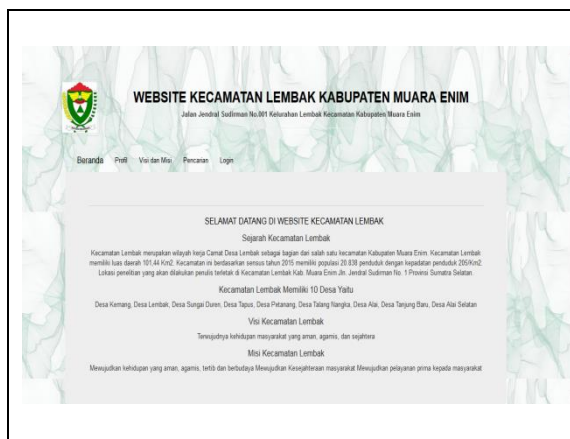 WEBSITE KECAMATAN LEMBAK KABUPATEN MUARA ENIM
Jalan Jendral Sudirman No.001 Kelurahan Lembak Kecamatan Kabupaten Muara Enim
Beranda Profil Visi dan Misi Pencarian Login
SELAMAT DATANG DI WEBSITE KECAMATAN LEMBAK
Sejarah Kecamatan Lembak
Kecamatan Lembak merupakan wilayah kerja Camat Desa Lembak sebagai bagian dari salah satu kecamatan Kabupaten Muara Enim. Kecamatan Lembak
memiliki luas daerah 101,44 Km2. Kecamatan ini berdasarkan sensus tahun 2015 memiliki populasi 20.838 penduduk dengan kepadatan penduduk 205/Km2.
Lokasi penelitian yang akan dilakukan penulis terletak di Kecamatan Lembak Kab. Muara Enim Jln. Jendral Sudirman No. 1 Provinsi Sumatra Selatan.
Kecamatan Lembak Memiliki 10 Desa Yaitu
Desa Kemang, Desa Lembak, Desa Sungai Duren, Desa Tapus, Desa Petanang, Desa Talang Nangka, Desa Alai, Desa Tanjung Baru, Desa Alai Selatan
Visi Kecamatan Lembak
Terwujudnya kehidupan masyarakat yang aman, agamis, dan sejahtera
Misi Kecamatan Lembak
Mewujudkan kehidupan yang aman, agamis, tertib dan berbudaya Mewujudkan Kesejahteraan masyarakat Mewujudkan pelayanan prima kepada masyarakat